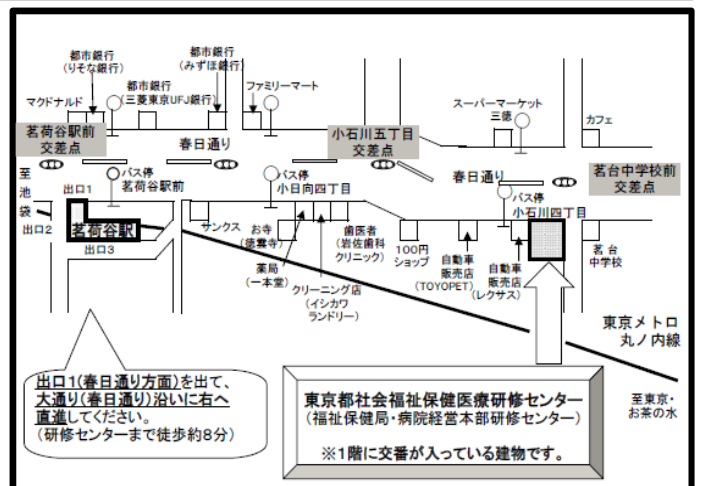 都市銀行
(りそな銀行)
都市銀行
(みずほ銀行)
マクドナルド
都市銀行
(三菱東京UFJ銀行)
ファミリーマート
スーパーマーケット
三徳
カフェ
茗荷谷駅前
交差点
春日通り
小石川五丁目
交差点
春日通り
茗台中学校前
交差点
至
池
袋
出口1
バス停
茗荷谷駅前
バス停
小日向四丁目
バス停
小石川四丁目
出口2
茗荷谷駅
出口3
サンクス
お寺
(徳雲寺)
薬局
(一本堂)
クリーニング店
(イシカワ
ランドリー)
歯医者
(岩佐歯科
クリニック)
100円
ショップ
自動車
販売店
(TOYOPET)
自動車
販売店
(レクサス)
茗台
中学校
東京メトロ
丸ノ内線
至東京・
お茶の水
出口1(春日通り方面)を出て、
大通り(春日通り)沿いに右へ
直進してください。
(研修センターまで徒歩約8分)
東京都社会福祉保健医療研修センター
(福祉保健局・病院経営本部研修センター)
※1階に交番が入っている建物です。